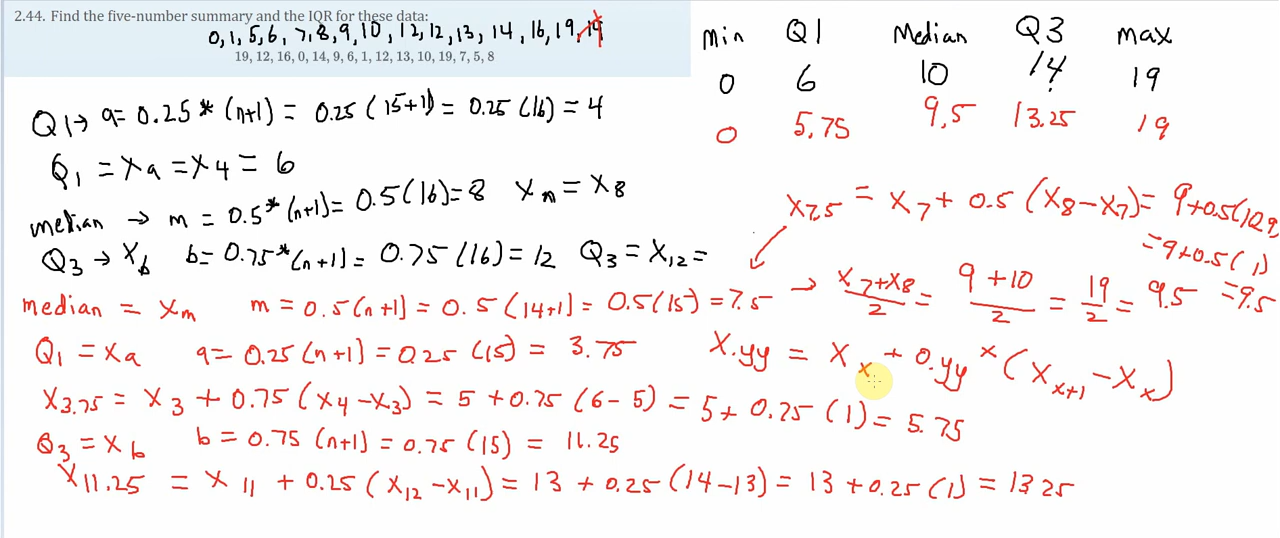 2.44. Find the five-number summary and the IQR for these data:
0, 1, 5, 6, 7, 8, 9, 10, 12, 12, 13, 14, 16, 19, 19
19, 12, 16, 0, 14, 9, 6, 1, 12, 13, 10, 19, 7, 5, 8
Min Q1 Median Q3 max
0 6 10 14 19
0 5.75 9.5 13.25 19
Q1→ a = 0.25*(n+1) = 0.25(15+1) = 0.25(16) = 4
Q1 = Xa = X4 = 6
median → m = 0.5*(n+1) = 0.5(16) = 8 Xm = X8
Q3 → Xb b = 0.75*(n+1) = 0.75(16) = 12 Q3 = X12 =
X7.5 = X7 + 0.5(X8 – X7) = 9+0.5(10-9)
= 9+0.5(1)
= 9.5
median = Xm m = 0.5(n+1) = 0.5(14+1) = 0.5(15) = 7.5 → X7+X8/2 = 9+10/2 = 19/2 = 9.5
Q1 = Xa a = 0.25(n+1) = 0.25(15) = 3.75
X.yy = Xx + 0.yy × (Xx+1 – Xx)
X3.75 = X3 + 0.75(X4 – X3) = 5 + 0.75(6 – 5) = 5 + 0.75(1) = 5.75
Q3 = Xb b = 0.75(n+1) = 0.75(15) = 11.25
X11.25 = X11 + 0.25(X12 – X11) = 13 + 0.25(14 – 13) = 13 + 0.25(1) = 13.25